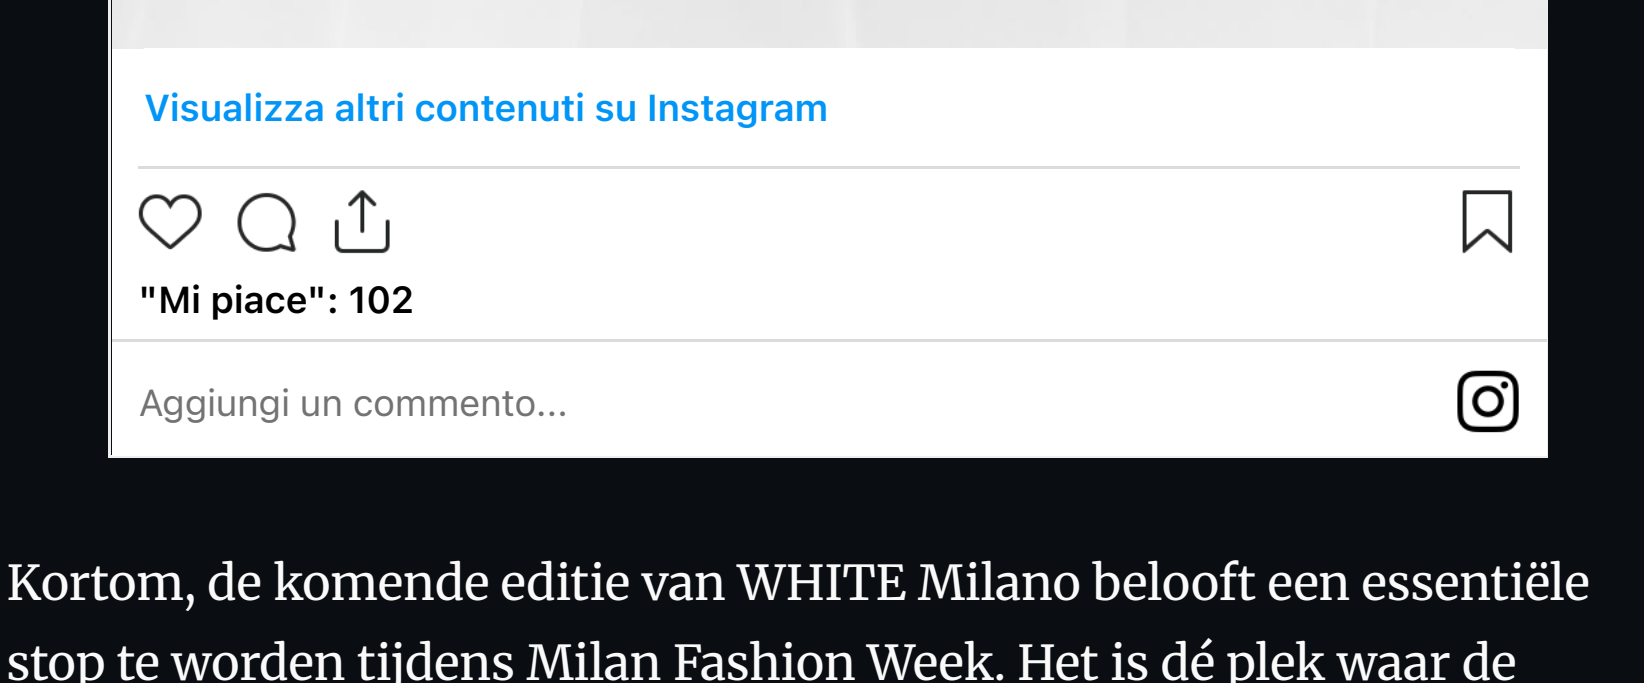 Visualizza altri contenuti su Instagram
"Mi piace": 102
Aggiungi un commento...
Kortom, de komende editie van WHITE Milano belooft een essentiële
stop te worden tijdens Milan Fashion Week. Het is dé plek waar de